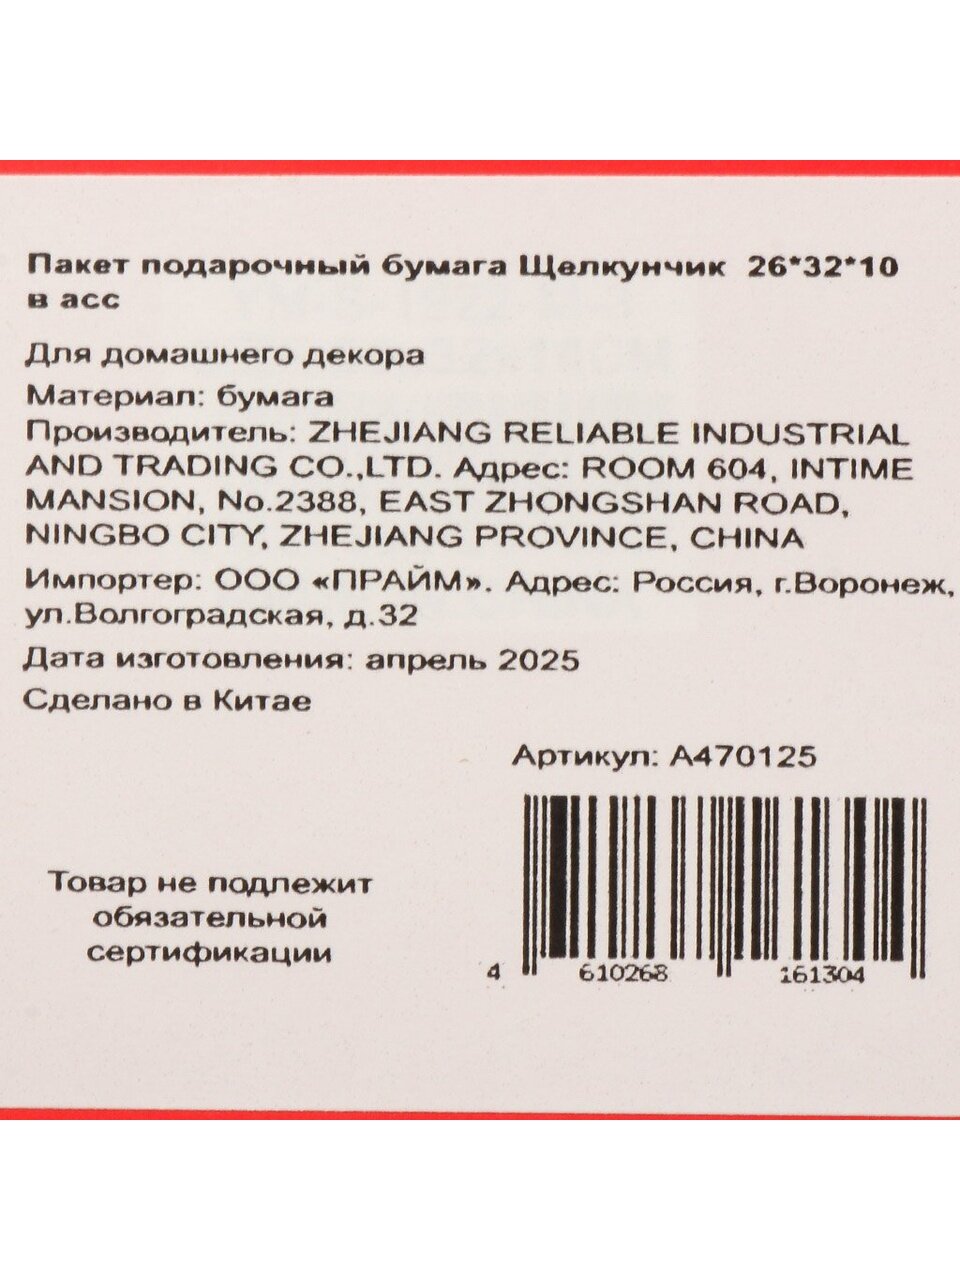 Пакет подарочный бумага Щелкунчик 26*32*10
в асс
Для домашнего декора
Материал: бумага
Производитель: ZHEJIANG RELIABLE INDUSTRIAL
AND TRADING CO.,LTD. Адрес: ROOM 604, INTIME
MANSION, No.2388, EAST ZHONGSHAN ROAD,
NINGBO CITY, ZHEJIANG PROVINCE, CHINA
Импортер: ООО «ПРАЙМ». Адрес: Россия, г.Воронеж,
ул.Волгоградская, д.32
Дата изготовления: апрель 2025
Сделано в Китае
Артикул: А470125
Товар не подлежит
обязательной
сертификации
4 610268 161304